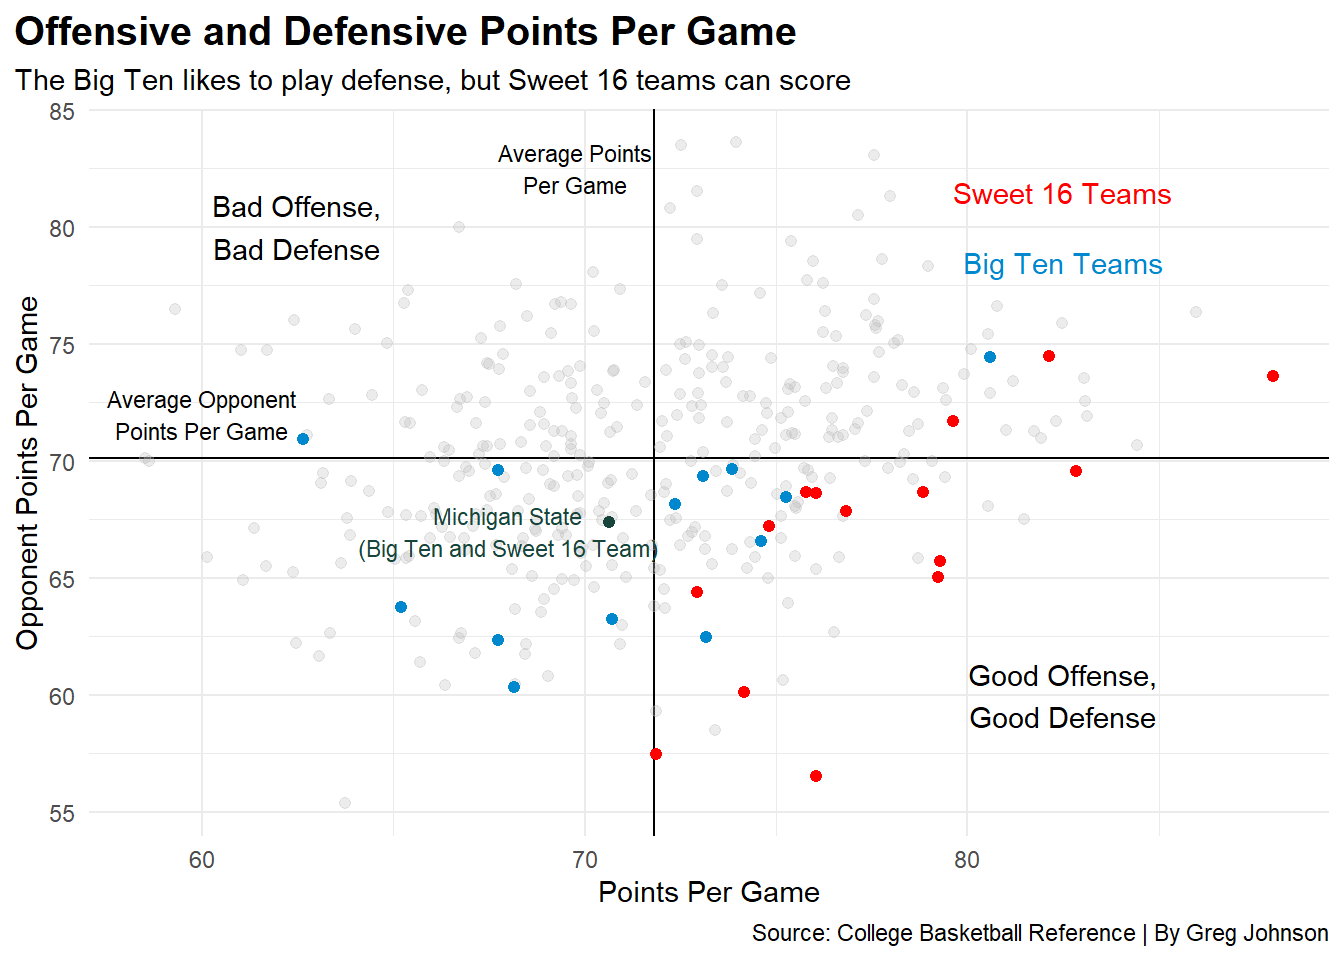 Offensive and Defensive Points Per Game
The Big Ten likes to play defense, but Sweet 16 teams can score
85
80
75
70
65
60
55
Opponent Points Per Game
Average Points
Per Game
Bad Offense,
Bad Defense
Sweet 16 Teams
Big Ten Teams
Average Opponent
Points Per Game
Michigan State
(Big Ten and Sweet 16 Team)
Good Offense,
Good Defense
60
70
80
Points Per Game
Source: College Basketball Reference | By Greg Johnson